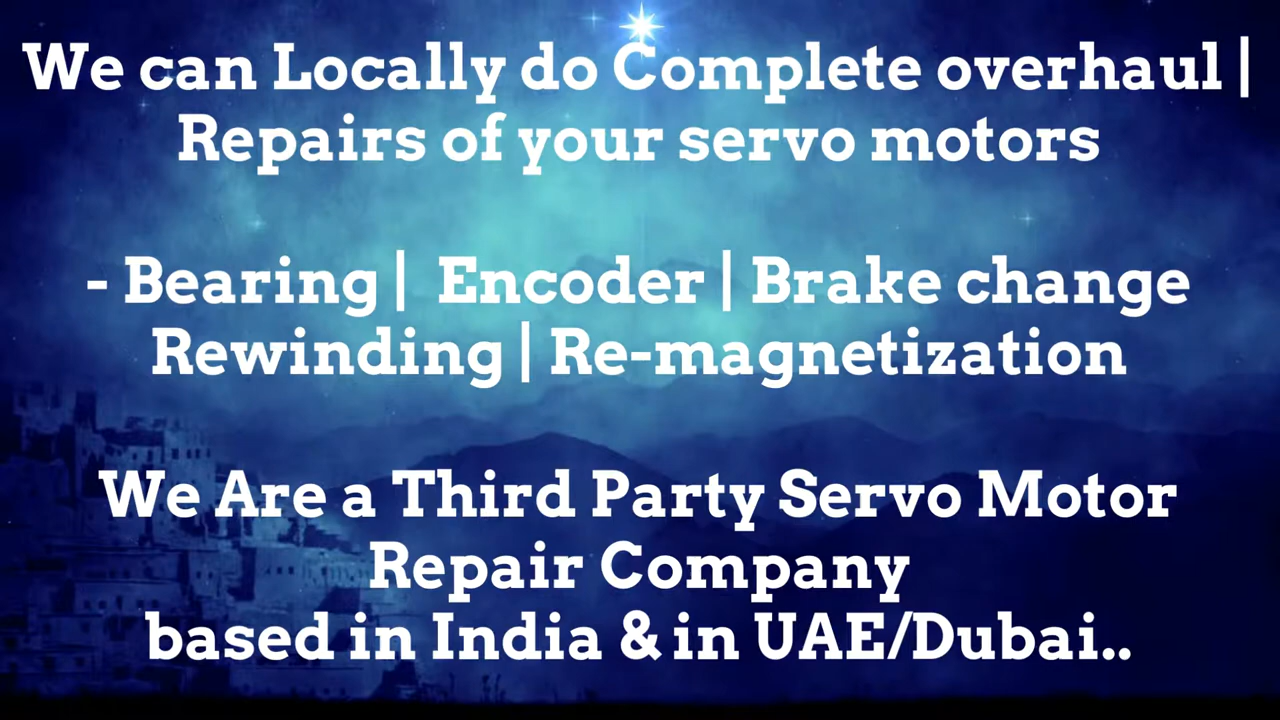 We can Locally do Complete overhaul |
Repairs of your servo motors
- Bearing | Encoder | Brake change
Rewinding | Re-magnetization
We Are a Third Party Servo Motor
Repair Company
based in India & in UAE/Dubai..